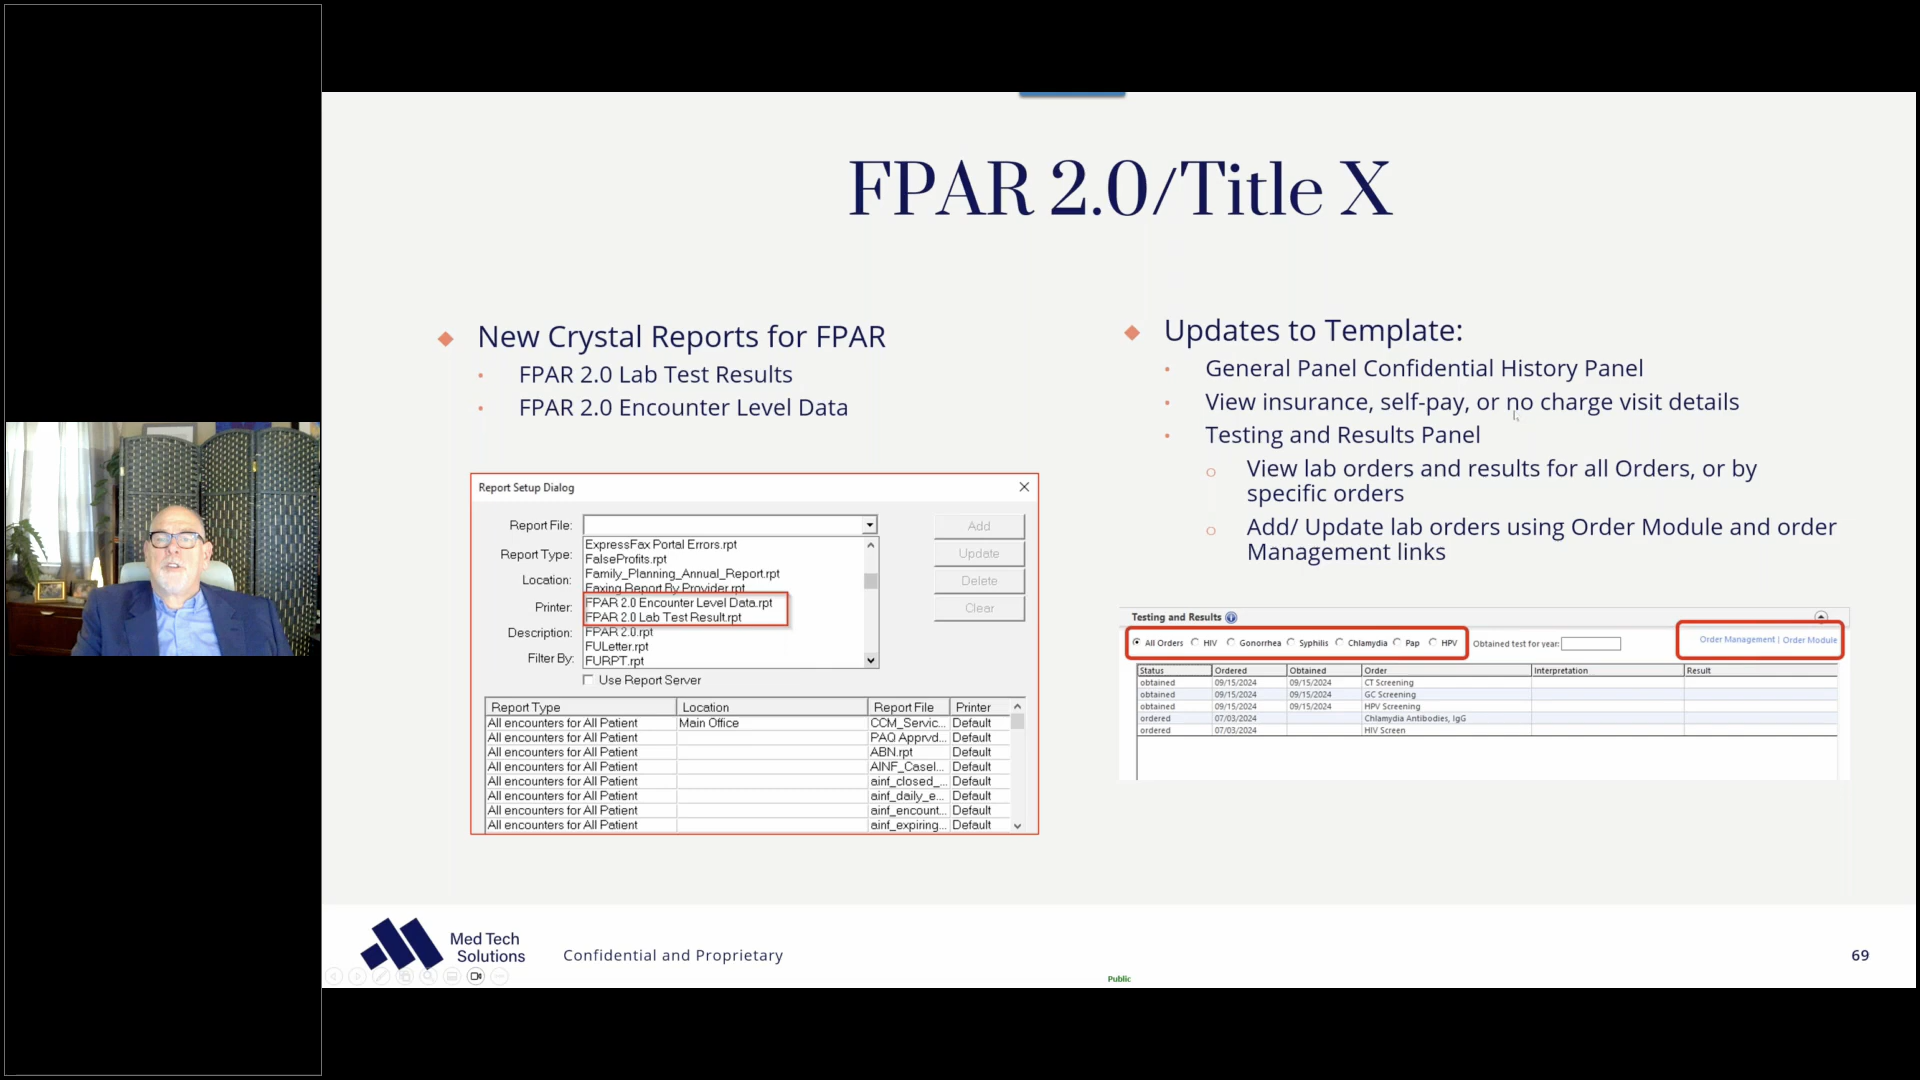 FPAR 2.0/Title X
New Crystal Reports for FPAR
FPAR 2.0 Lab Test Results
FPAR 2.0 Encounter Level Data
Report Setup Dialog
Report File:
Add
ExpressFax Portal Errors.rpt
Report Type:
FalseProfits.rpt
Update
Family_Planning_Annual_Report.rpt
Location:
Faxing Report By Provider.rpt
Delete
Printer:
FPAR 2.0 Encounter Level Data.rpt
FPAR 2.0 Lab Test Result.rpt
Clear
Description:
FPAR 2.0.rpt
FULetter.rpt
Filter By:
FURPT.rpt
Use Report Server
Report Type Location Report File Printer
All encounters for All Patient Main Office CCM_Servic... Default
All encounters for All Patient PAQ Apprvd... Default
All encounters for All Patient ABN.rpt Default
All encounters for All Patient AINF_Casel... Default
All encounters for All Patient ainf_closed_... Default
All encounters for All Patient ainf_daily_e... Default
All encounters for All Patient ainf_encount... Default
All encounters for All Patient ainf_expiring... Default
Updates to Template:
General Panel Confidential History Panel
View insurance, self-pay, or no charge visit details
Testing and Results Panel
View lab orders and results for all Orders, or by
specific orders
Add/ Update lab orders using Order Module and order
Management links
Testing and Results
All Orders HIV Gonorrhea Syphilis Chlamydia Pap HPV Obtained test for year: Order Management | Order Module
Status Ordered Obtained Order Interpretation Result
obtained 09/15/2024 09/15/2024 CT Screening
obtained 09/15/2024 09/15/2024 GC Screening
obtained 09/15/2024 09/15/2024 HPV Screening
ordered 07/03/2024 Chlamydia Antibodies, IgG
ordered 07/03/2024 HIV Screen
Med Tech
Solutions
Confidential and Proprietary
69
Public